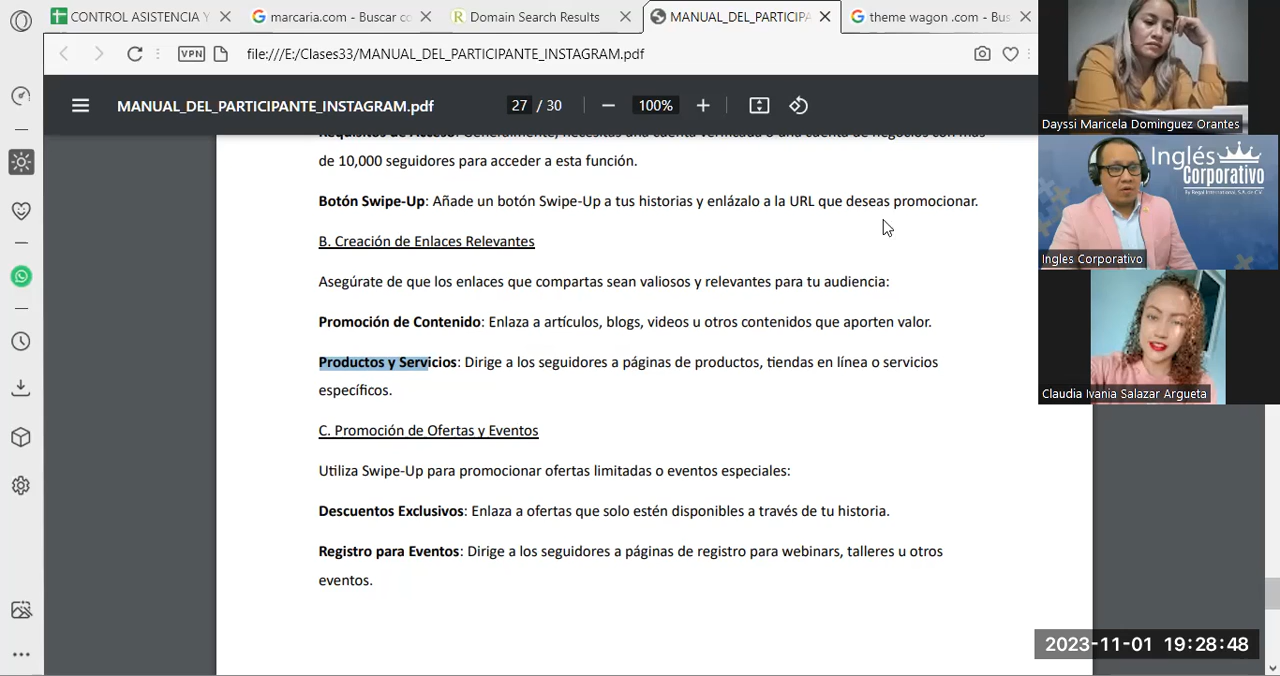 CONTROL ASISTENCIA Y
marcaria.com - Buscar co
Domain Search Results
MANUAL_DEL_PARTICIPA
theme wagon .com - Bus
VPN
file:///E:/Clases33/MANUAL_DEL_PARTICIPANTE_INSTAGRAM.pdf
MANUAL_DEL_PARTICIPANTE_INSTAGRAM.pdf
27 / 30
100%
de 10,000 seguidores para acceder a esta función.
Botón Swipe-Up: Añade un botón Swipe-Up a tus historias y enlázalo a la URL que deseas promocionar.
B. Creación de Enlaces Relevantes
Asegúrate de que los enlaces que compartas sean valiosos y relevantes para tu audiencia:
Promoción de Contenido: Enlaza a artículos, blogs, videos u otros contenidos que aporten valor.
Productos y Servicios: Dirige a los seguidores a páginas de productos, tiendas en línea o servicios
específicos.
C. Promoción de Ofertas y Eventos
Utiliza Swipe-Up para promocionar ofertas limitadas o eventos especiales:
Descuentos Exclusivos: Enlaza a ofertas que solo estén disponibles a través de tu historia.
Registro para Eventos: Dirige a los seguidores a páginas de registro para webinars, talleres u otros
eventos.
Dayssi Maricela Dominguez Orantes
Inglés
Corporativo
By Regal International, S.A. de C.V.
Ingles Corporativo
Claudia Ivania Salazar Argueta
2023-11-01 19:28:48